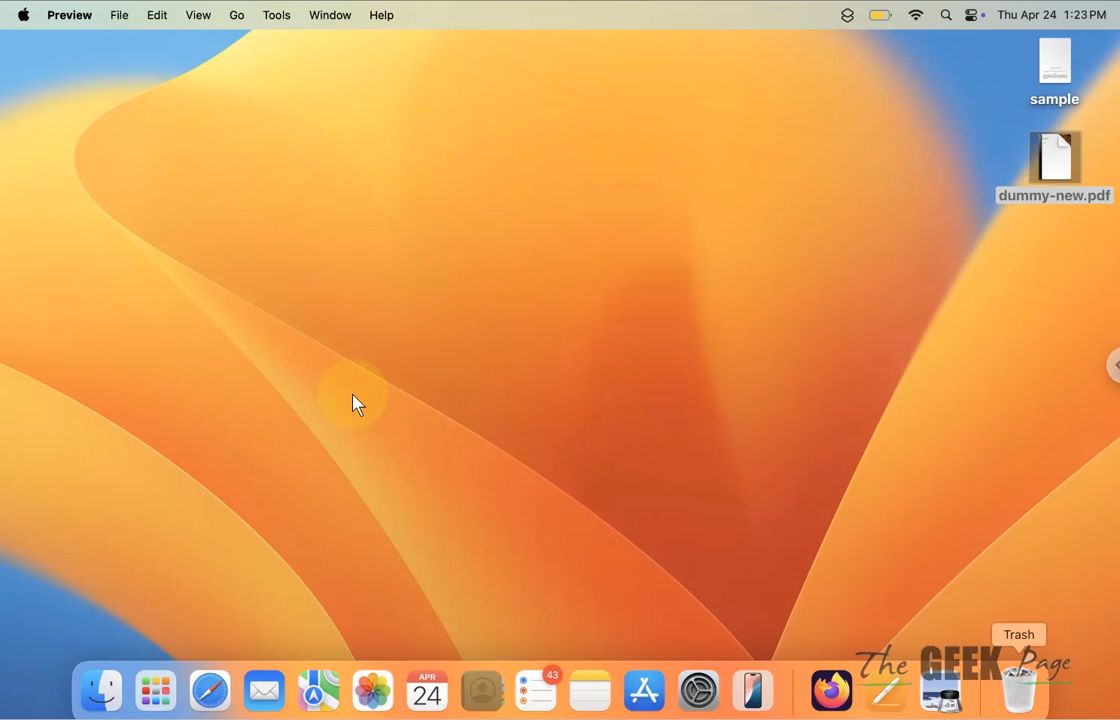 Preview File Edit View Go Tools Window Help Thu Apr 24 1:23 PM
sample
dummy-new.pdf
Trash
The GEEK Page
APR
24
43